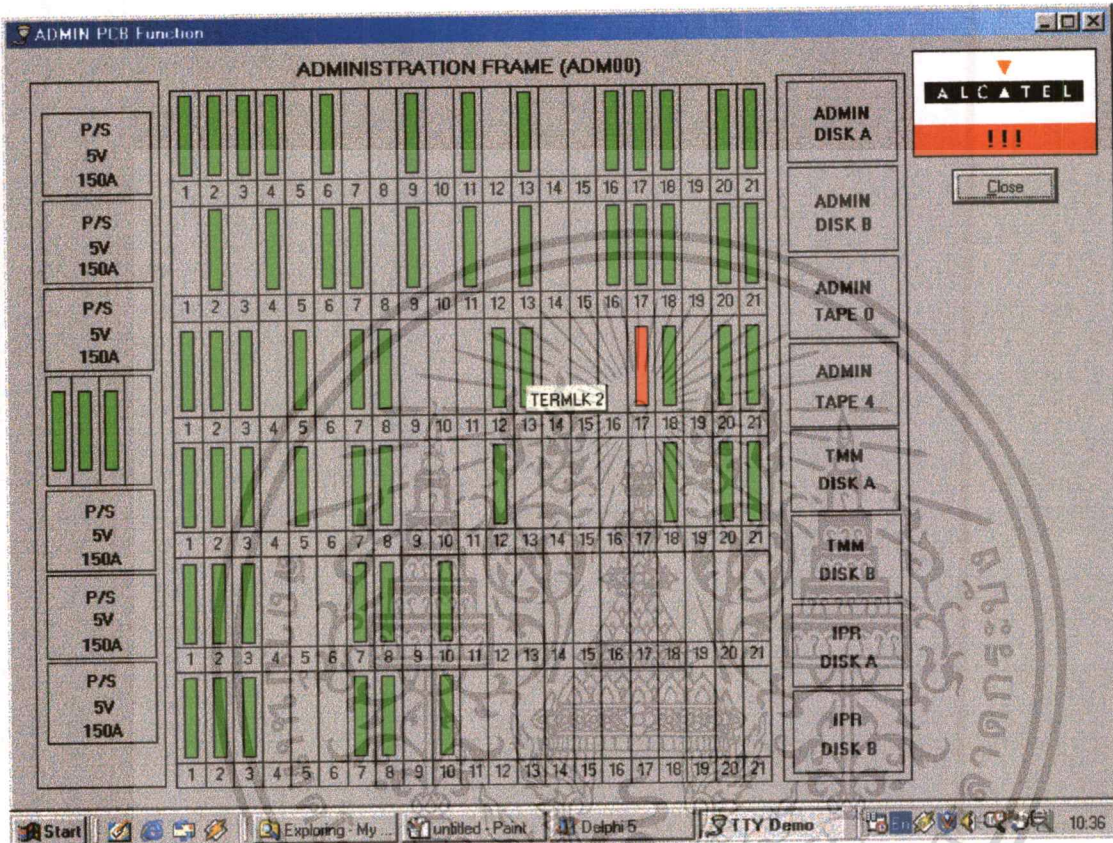 ADMIN PCB Function
ADMINISTRATION FRAME (ADM00)
P/S
5V
150A
P/S
5V
150A
P/S
5V
150A
P/S
5V
150A
P/S
5V
150A
P/S
5V
150A
1 2 3 4 5 6 7 8 9 10 11 12 13 14 15 16 17 18 19 20 21
1 2 3 4 5 6 7 8 9 10 11 12 13 14 15 16 17 18 19 20 21
TERMLK 2
1 2 3 4 5 6 7 8 9 10 11 12 13 14 15 16 17 18 19 20 21
1 2 3 4 5 6 7 8 9 10 11 12 13 14 15 16 17 18 19 20 21
1 2 3 4 5 6 7 8 9 10 11 12 13 14 15 16 17 18 19 20 21
1 2 3 4 5 6 7 8 9 10 11 12 13 14 15 16 17 18 19 20 21
ADMIN
DISK A
ADMIN
DISK B
ADMIN
TAPE 0
ADMIN
TAPE 4
TMM
DISK A
TMM
DISK B
IPR
DISK A
IPR
DISK B
ALCATEL
!!!
Close
Start
Exploring - My ...
untitled - Paint
Delphi 5
TTY Demo
En
10:36